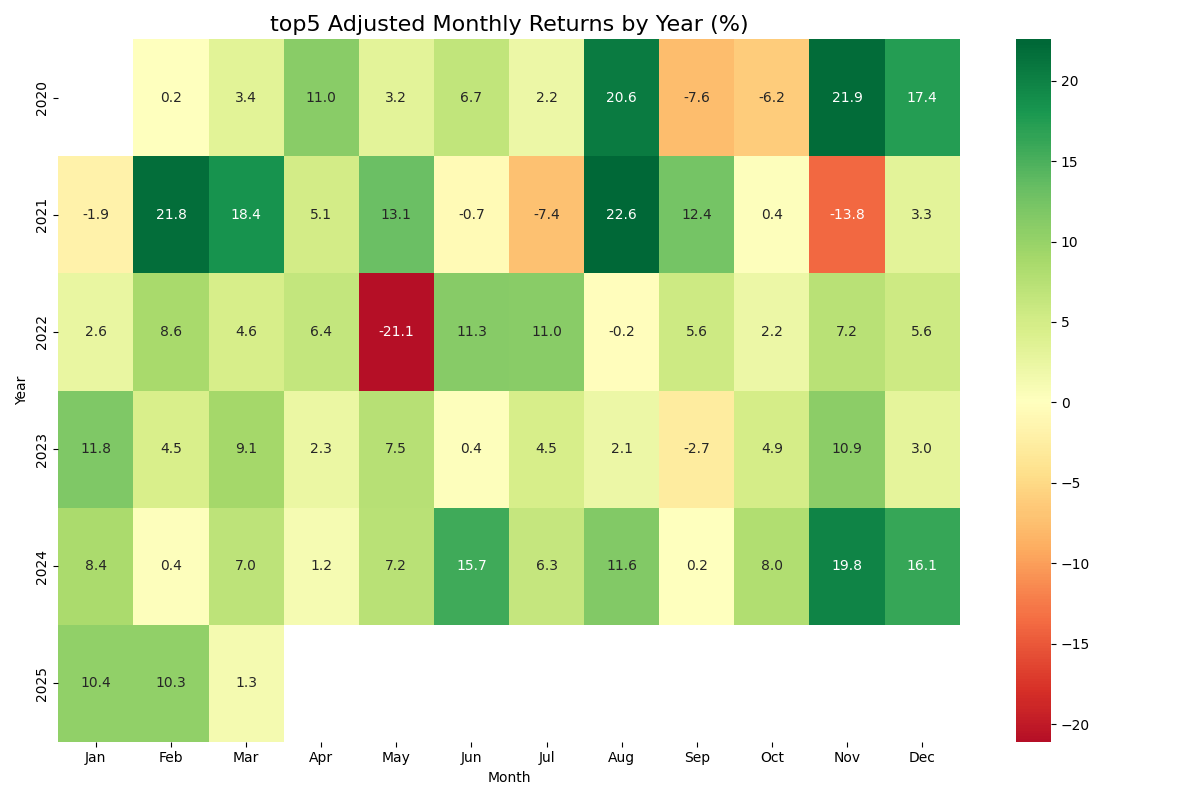 top5 Adjusted Monthly Returns by Year (%)
2020 0.2 3.4 11.0 3.2 6.7 2.2 20.6 -7.6 -6.2 21.9 17.4
2021 -1.9 21.8 18.4 5.1 13.1 -0.7 -7.4 22.6 12.4 0.4 -13.8 3.3
2022 2.6 8.6 4.6 6.4 -21.1 11.3 11.0 -0.2 5.6 2.2 7.2 5.6
2023 11.8 4.5 9.1 2.3 7.5 0.4 4.5 2.1 -2.7 4.9 10.9 3.0
2024 8.4 0.4 7.0 1.2 7.2 15.7 6.3 11.6 0.2 8.0 19.8 16.1
2025 10.4 10.3 1.3
Year
Jan Feb Mar Apr May Jun Jul Aug Sep Oct Nov Dec
Month
20
15
10
5
0
−5
−10
−15
−20